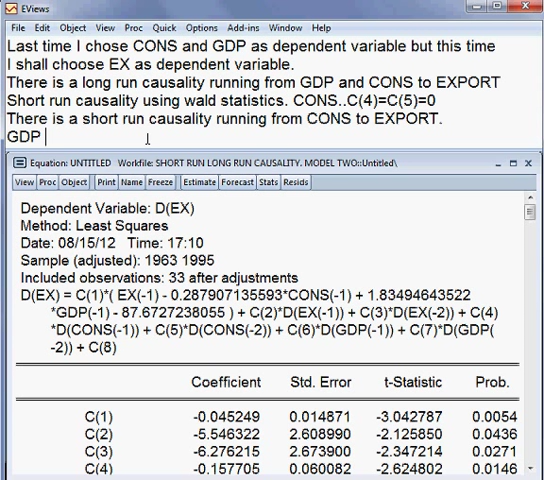 EViews
File Edit Object View Proc Quick Options Add-ins Window Help
Last time I chose CONS and GDP as dependent variable but this time
I shall choose EX as dependent variable.
There is a long run causality running from GDP and CONS to EXPORT
Short run causality using wald statistics. CONS..C(4)=C(5)=0
There is a short run causality running from CONS to EXPORT.
GDP
Equation: UNTITLED Workfile: SHORT RUN LONG RUN CAUSALITY. MODEL TWO::Untitled\
View Proc Object Print Name Freeze Estimate Forecast Stats Resids
Dependent Variable: D(EX)
Method: Least Squares
Date: 08/15/12 Time: 17:10
Sample (adjusted): 1963 1995
Included observations: 33 after adjustments
D(EX) = C(1)*( EX(-1) - 0.287907135593*CONS(-1) + 1.83494643522
*GDP(-1) - 87.6727238055 ) + C(2)*D(EX(-1)) + C(3)*D(EX(-2)) + C(4)
*D(CONS(-1)) + C(5)*D(CONS(-2)) + C(6)*D(GDP(-1)) + C(7)*D(GDP(
-2)) + C(8)
Coefficient Std. Error t-Statistic Prob.
C(1) -0.045249 0.014871 -3.042787 0.0054
C(2) -5.546322 2.608990 -2.125850 0.0436
C(3) -6.276215 2.673900 -2.347214 0.0271
C(4) -0.157705 0.060082 -2.624802 0.0146